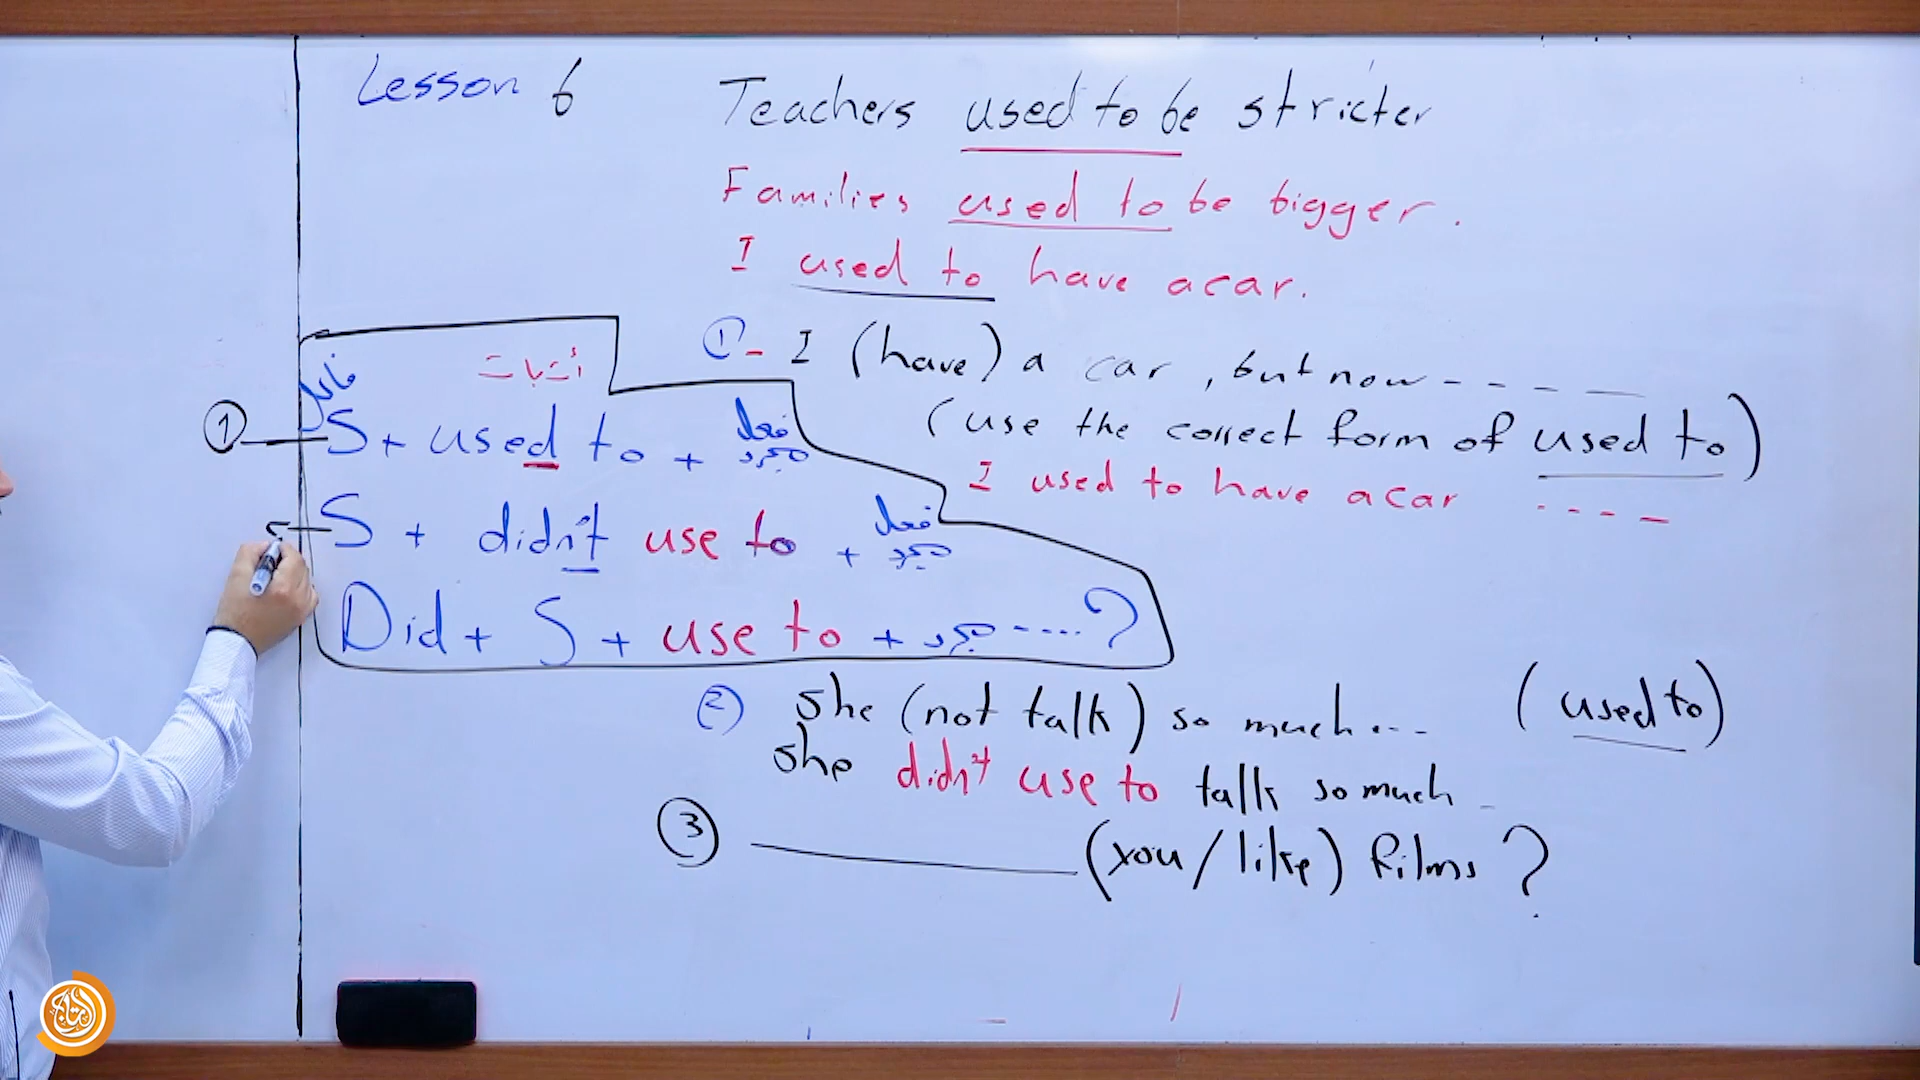 Lesson 6
Teachers used to be stricter
Families used to be bigger.
I used to have a car.
① - I (have) a car, but now - - - -
(use the correct form of used to)
I used to have a car - - - -
أثبات
فاعل
① S + used to + فعل مجرد
S + didn't use to + فعل مجرد
Did + S + use to + مجرد ..... ?
② she (not talk) so much... (used to)
she didn't use to talk so much
③ ________ (you / like) films ?